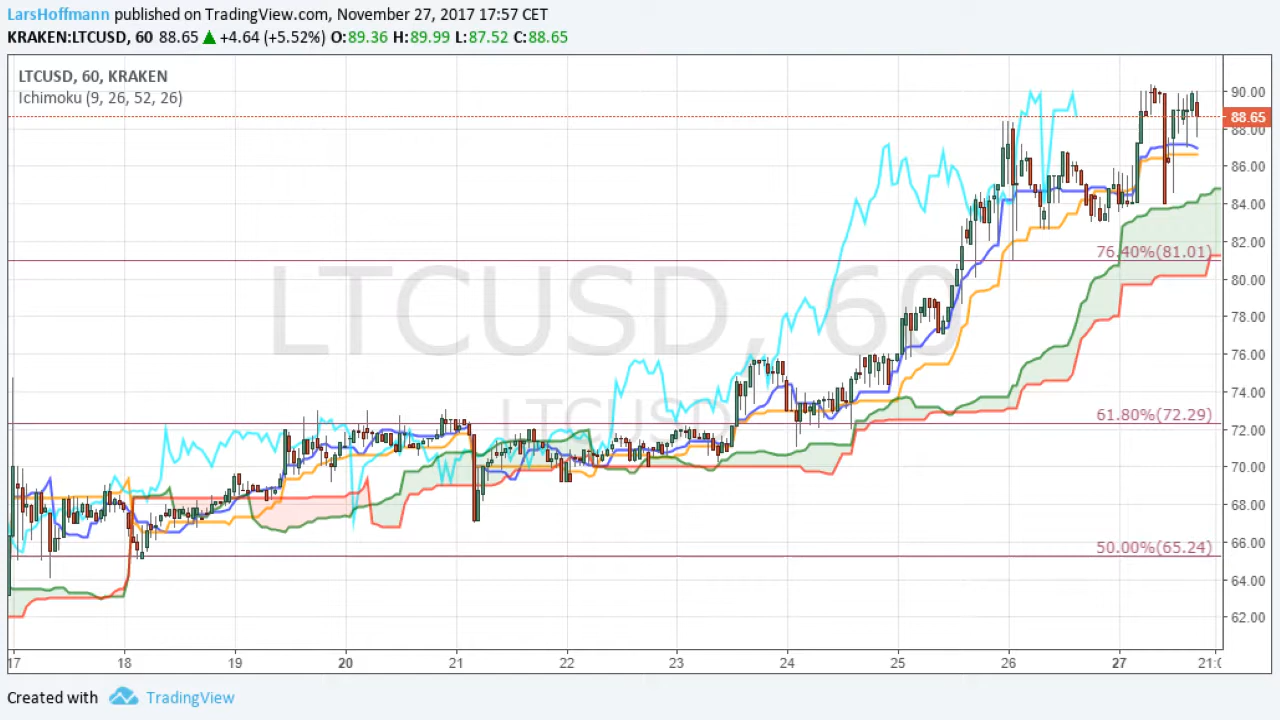 LarsHoffmann published on TradingView.com, November 27, 2017 17:57 CET
KRAKEN:LTCUSD, 60 88.65 ▲ +4.64 (+5.52%) O:89.36 H:89.99 L:87.52 C:88.65
LTCUSD, 60, KRAKEN
Ichimoku (9, 26, 52, 26)
90.00
88.65
88.00
86.00
84.00
76.40%(81.01)
82.00
LTCUSD, 60
80.00
78.00
76.00
74.00
LTCUSD
61.80%(72.29)
72.00
70.00
68.00
50.00%(65.24)
66.00
64.00
62.00
17 18 19 20 21 22 23 24 25 26 27 21:0
Created with TradingView